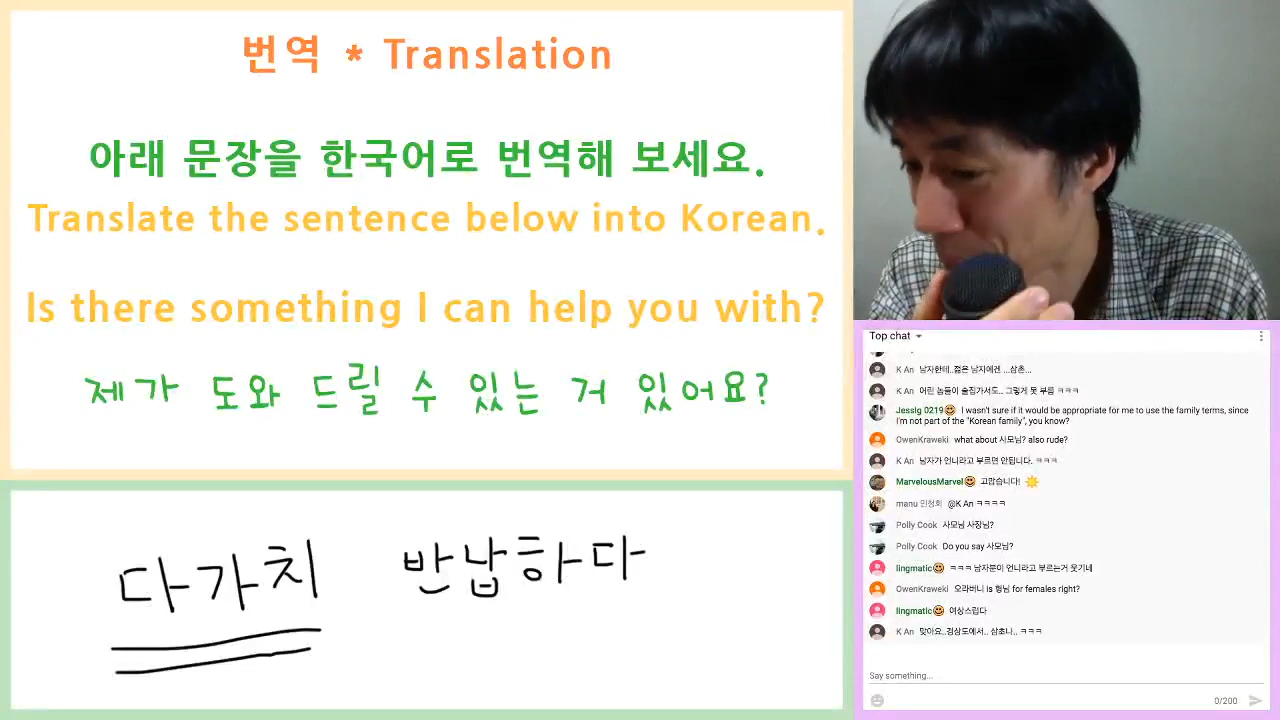 번역 * Translation
아래 문장을 한국어로 번역해 보세요.
Translate the sentence below into Korean.
Is there something I can help you with?
제가 도와 드릴 수 있는 거 있어요?
다가치 반납하다
Top chat
K An 남자한테..젊은 남자에겐 ...삼촌...
K An 어린 놈들이 술집가서도.. 그렇게 못 부름 ㅋㅋㅋ
Jessig 0219 I wasn't sure if it would be appropriate for me to use the family terms, since
I'm not part of the "Korean family", you know?
OwenKraweki what about 사모님? also rude?
K An 남자가 언니라고 부르면 안됩니다. ㅋㅋㅋ
MarvelousMarvel 고맙습니다!
manu 민정희 @K An ㅋㅋㅋㅋ
Polly Cook 사모님 사장님?
Polly Cook Do you say 사모님?
lingmatic ㅋㅋㅋ 남자분이 언니라고 부르는거 웃기네
OwenKraweki 오라버니 is 형님 for females right?
lingmatic 여성스럽다
K An 맞아요..경상도에서.. 삼촌나.. ㅋㅋㅋ
Say something...
0/200